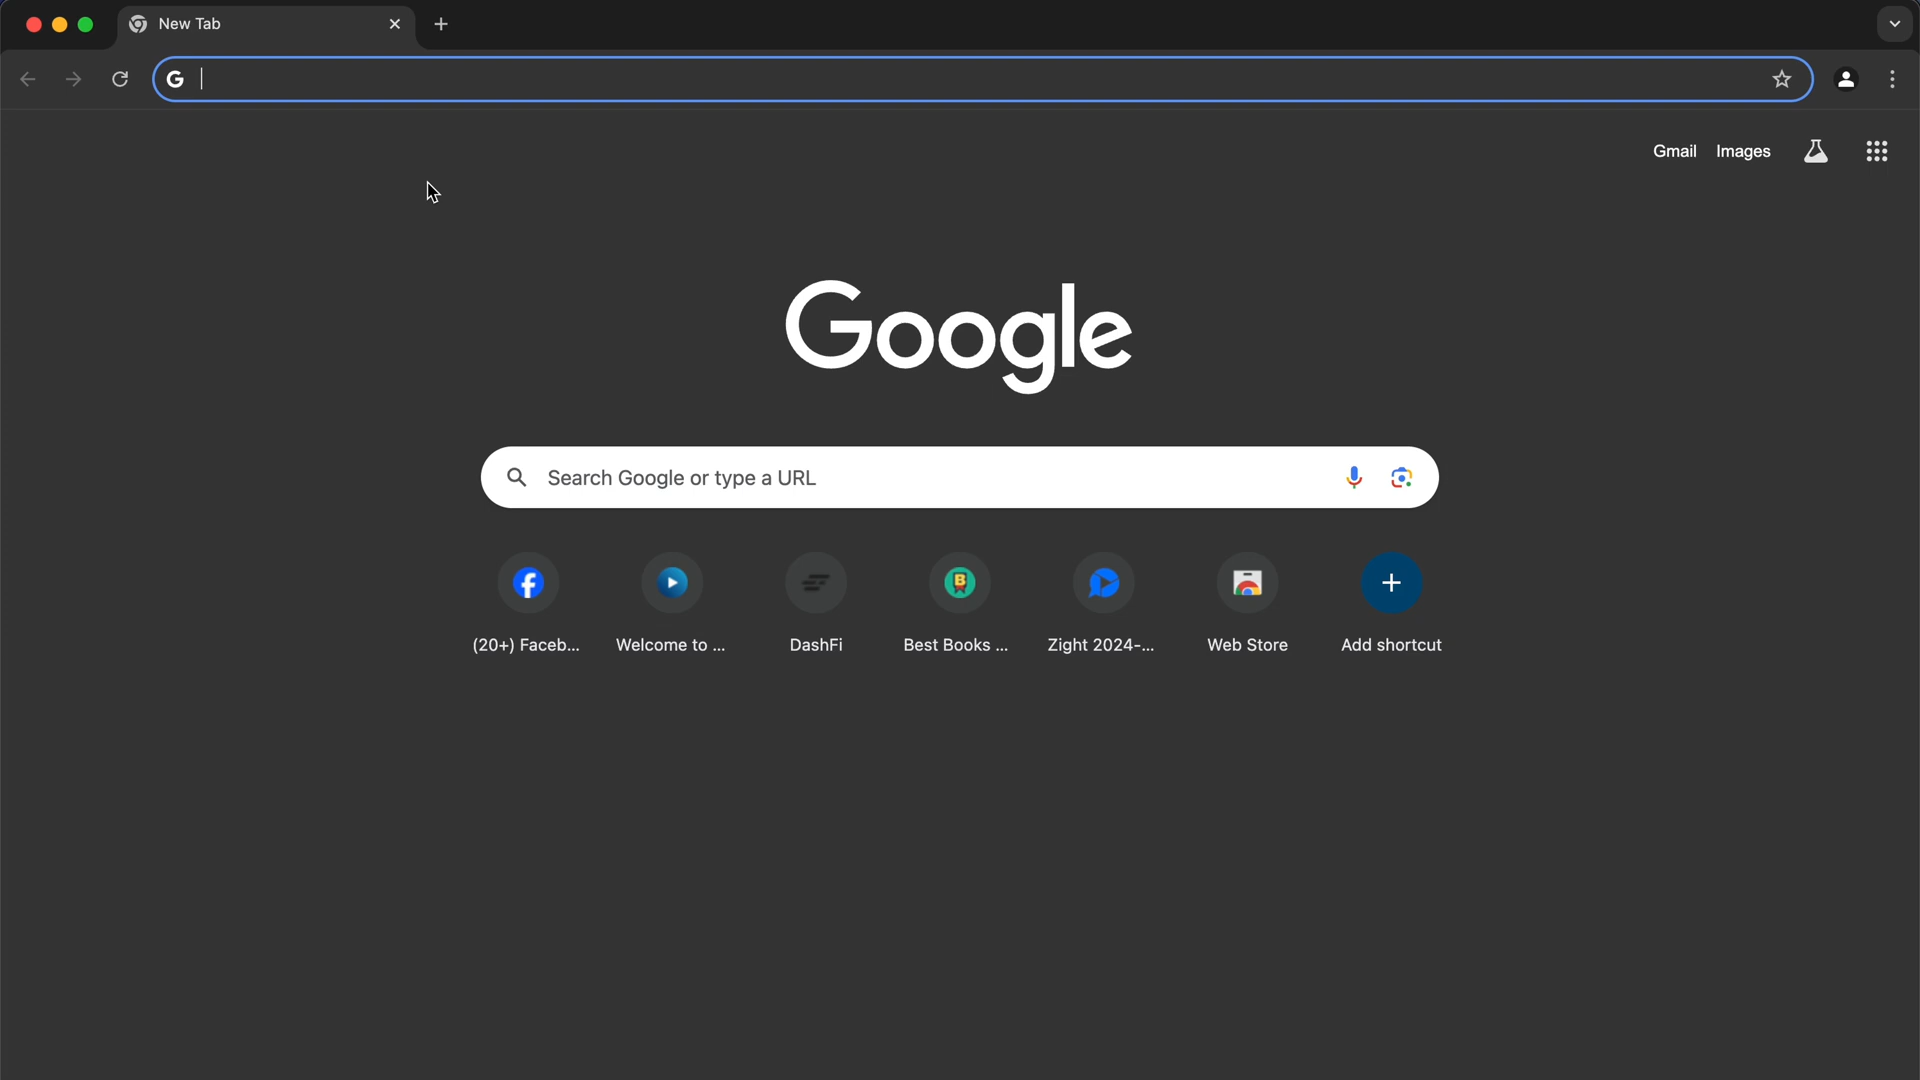 New Tab
Gmail Images
Google
Search Google or type a URL
(20+) Faceb...
Welcome to ...
DashFi
Best Books ...
Zight 2024-...
Web Store
Add shortcut